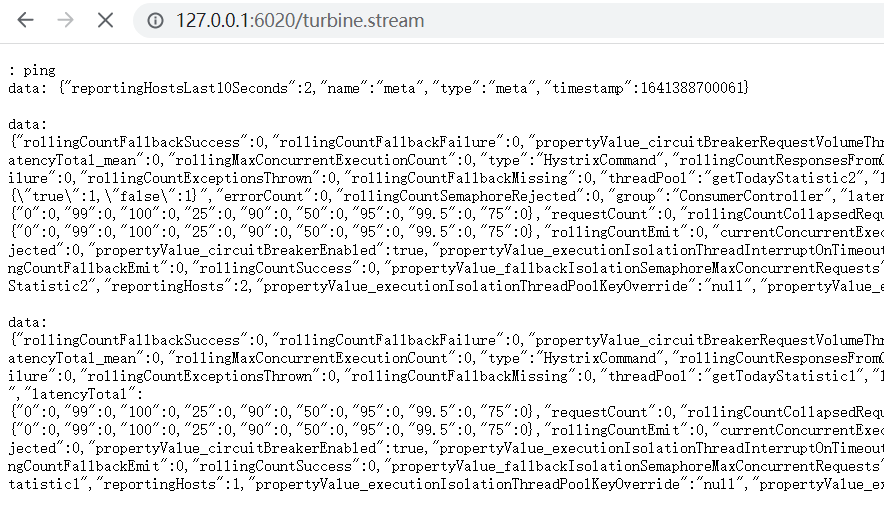 127.0.0.1:6020/turbine.stream
: ping
data: {"reportingHostsLast10Seconds":2,"name":"meta","type":"meta","timestamp":1641388700061}
data:
{"rollingCountFallbackSuccess":0,"rollingCountFallbackFailure":0,"propertyValue_circuitBreakerRequestVolumeThr
atencyTotal_mean":0,"rollingMaxConcurrentExecutionCount":0,"type":"HystrixCommand","rollingCountResponsesFromC
ilure":0,"rollingCountExceptionsThrown":0,"rollingCountFallbackMissing":0,"threadPool":"getTodayStatistic2","l
{\"true\":1,\"false\":1}","errorCount":0,"rollingCountSemaphoreRejected":0,"group":"ConsumerController","laten
{"0":0,"99":0,"100":0,"25":0,"90":0,"50":0,"95":0,"99.5":0,"75":0},"requestCount":0,"rollingCountCollapsedRequ
{"0":0,"99":0,"100":0,"25":0,"90":0,"50":0,"95":0,"99.5":0,"75":0},"rollingCountEmit":0,"currentConcurrentExec
jected":0,"propertyValue_circuitBreakerEnabled":true,"propertyValue_executionIsolationThreadInterruptOnTimeout
ngCountFallbackEmit":0,"rollingCountSuccess":0,"propertyValue_fallbackIsolationSemaphoreMaxConcurrentRequests"
Statistic2","reportingHosts":2,"propertyValue_executionIsolationThreadPoolKeyOverride":"null","propertyValue_e
data:
{"rollingCountFallbackSuccess":0,"rollingCountFallbackFailure":0,"propertyValue_circuitBreakerRequestVolumeThr
atencyTotal_mean":0,"rollingMaxConcurrentExecutionCount":0,"type":"HystrixCommand","rollingCountResponsesFromC
ilure":0,"rollingCountExceptionsThrown":0,"rollingCountFallbackMissing":0,"threadPool":"getTodayStatistic1","l
","latencyTotal":
{"0":0,"99":0,"100":0,"25":0,"90":0,"50":0,"95":0,"99.5":0,"75":0},"requestCount":0,"rollingCountCollapsedRequ
{"0":0,"99":0,"100":0,"25":0,"90":0,"50":0,"95":0,"99.5":0,"75":0},"rollingCountEmit":0,"currentConcurrentExec
jected":0,"propertyValue_circuitBreakerEnabled":true,"propertyValue_executionIsolationThreadInterruptOnTimeout
ngCountFallbackEmit":0,"rollingCountSuccess":0,"propertyValue_fallbackIsolationSemaphoreMaxConcurrentRequests"
tatistic1","reportingHosts":1,"propertyValue_executionIsolationThreadPoolKeyOverride":"null","propertyValue_ex